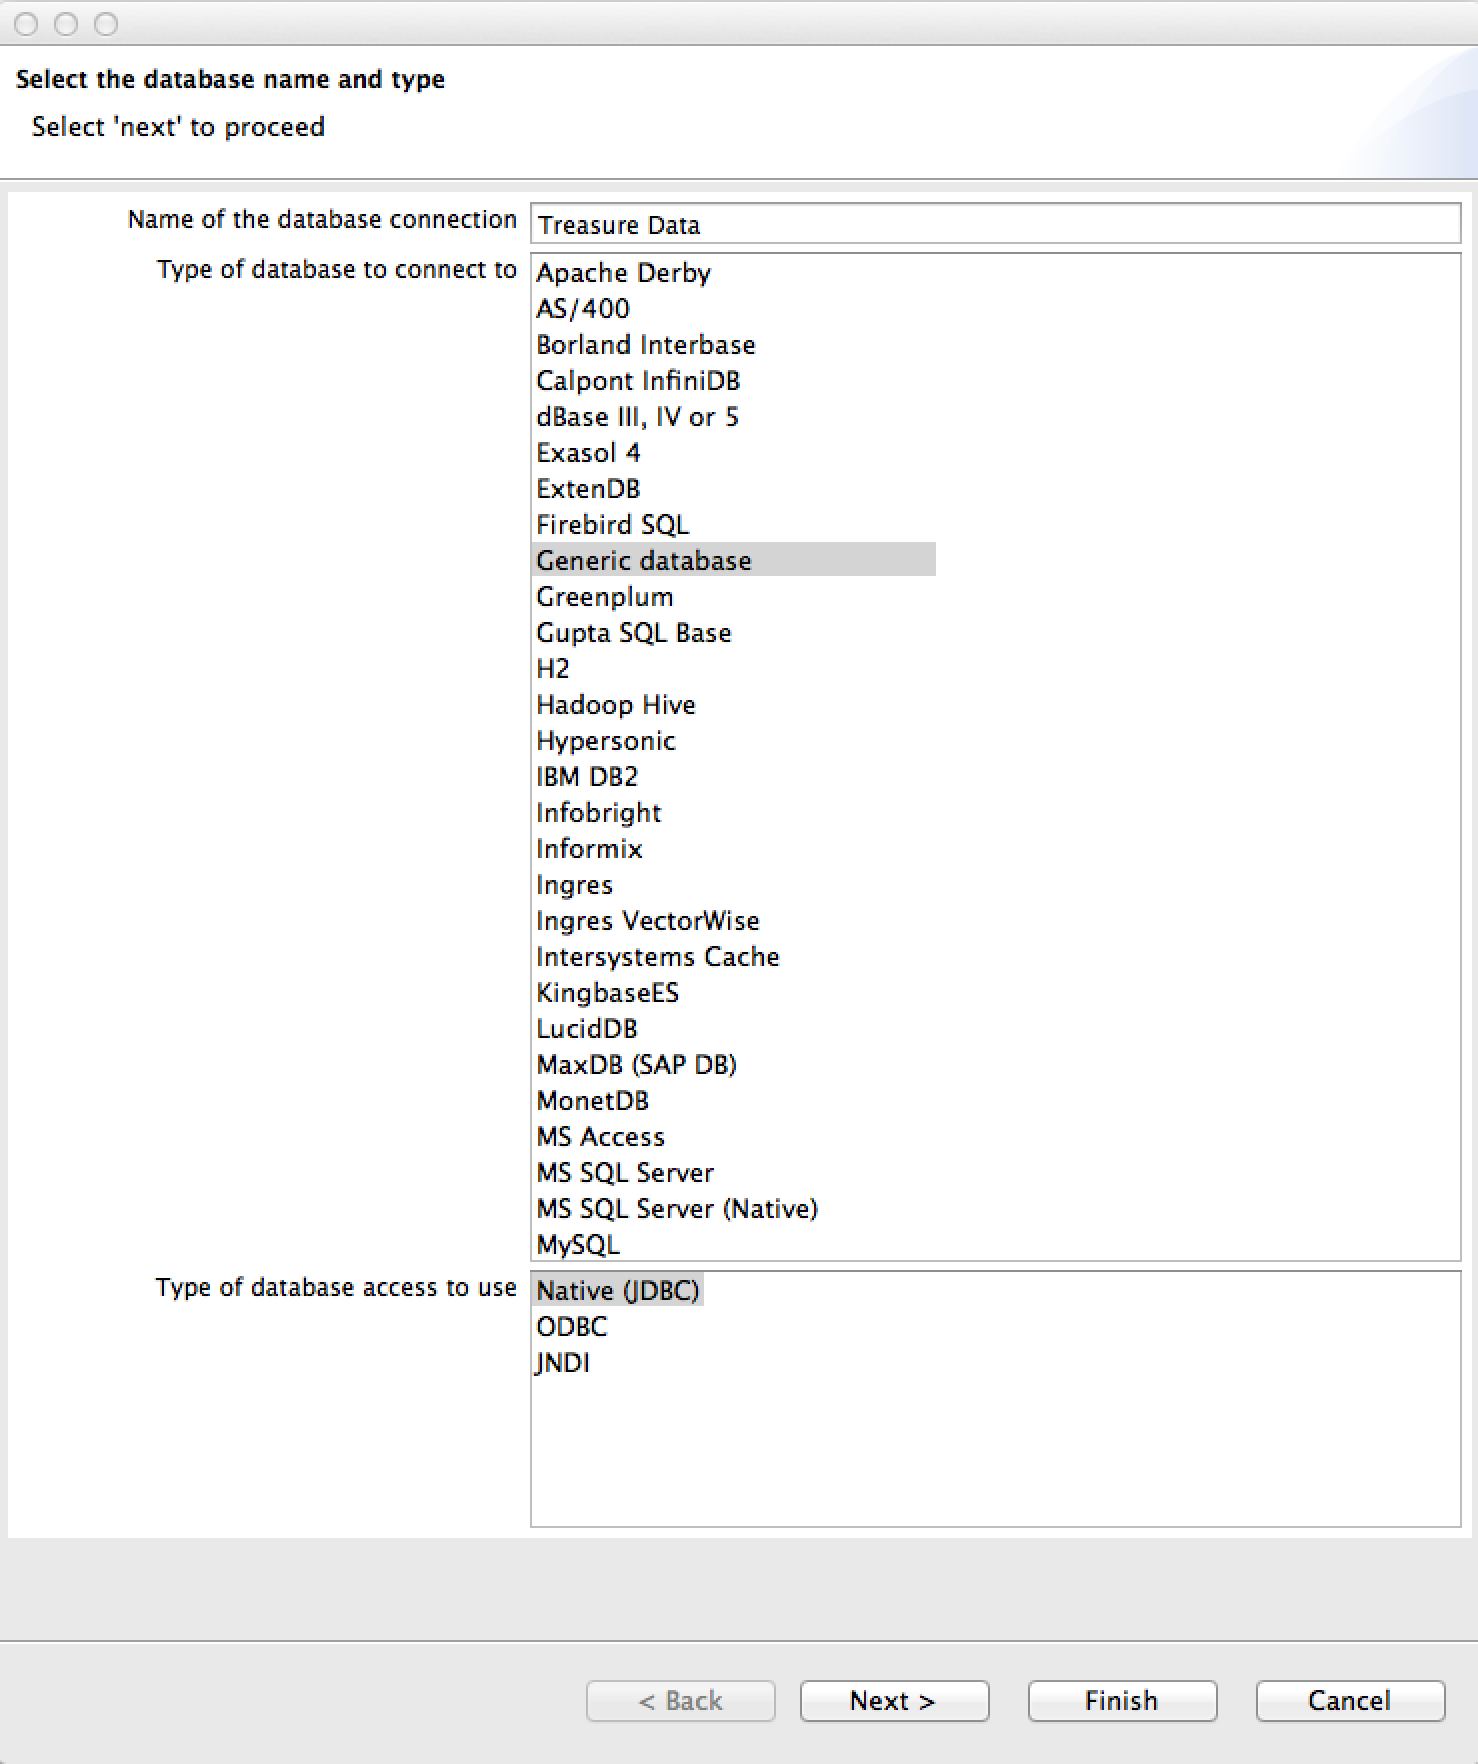 Select the database name and type
Select 'next' to proceed
Name of the database connection
Treasure Data
Type of database to connect to
Apache Derby
AS/400
Borland Interbase
Calpont InfiniDB
dBase III, IV or 5
Exasol 4
ExtenDB
Firebird SQL
Generic database
Greenplum
Gupta SQL Base
H2
Hadoop Hive
Hypersonic
IBM DB2
Infobright
Informix
Ingres
Ingres VectorWise
Intersystems Cache
KingbaseES
LucidDB
MaxDB (SAP DB)
MonetDB
MS Access
MS SQL Server
MS SQL Server (Native)
MySQL
Type of database access to use
Native (JDBC)
ODBC
JNDI
< Back
Next >
Finish
Cancel